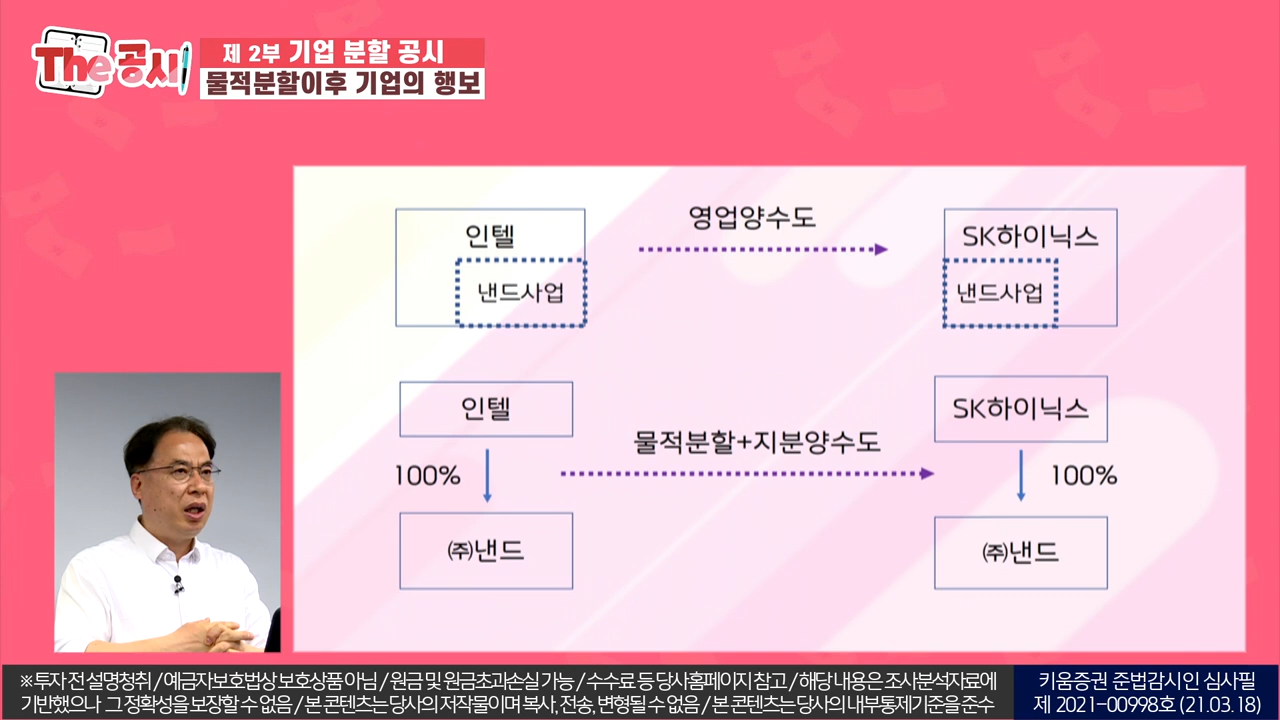 The 공시
제 2부 기업 분할 공시
물적분할이후 기업의 행보
인텔
낸드사업
영업양수도
SK하이닉스
낸드사업
인텔
100%
㈜낸드
물적분할+지분양수도
SK하이닉스
100%
㈜낸드
※ 투자 전 설명청취 / 예금자보호법상 보호상품 아님 / 원금 및 원금초과손실 가능 / 수수료 등 당사홈페이지 참고 / 해당 내용은 조사분석자료에
기반했으나 그 정확성을 보장할 수 없음 / 본 콘텐츠는 당사의 저작물이며 복사, 전송, 변형될 수 없음 / 본 콘텐츠는 당사의 내부통제기준을 준수
키움증권 준법감시인 심사필
제 2021-00998호 (21.03.18)